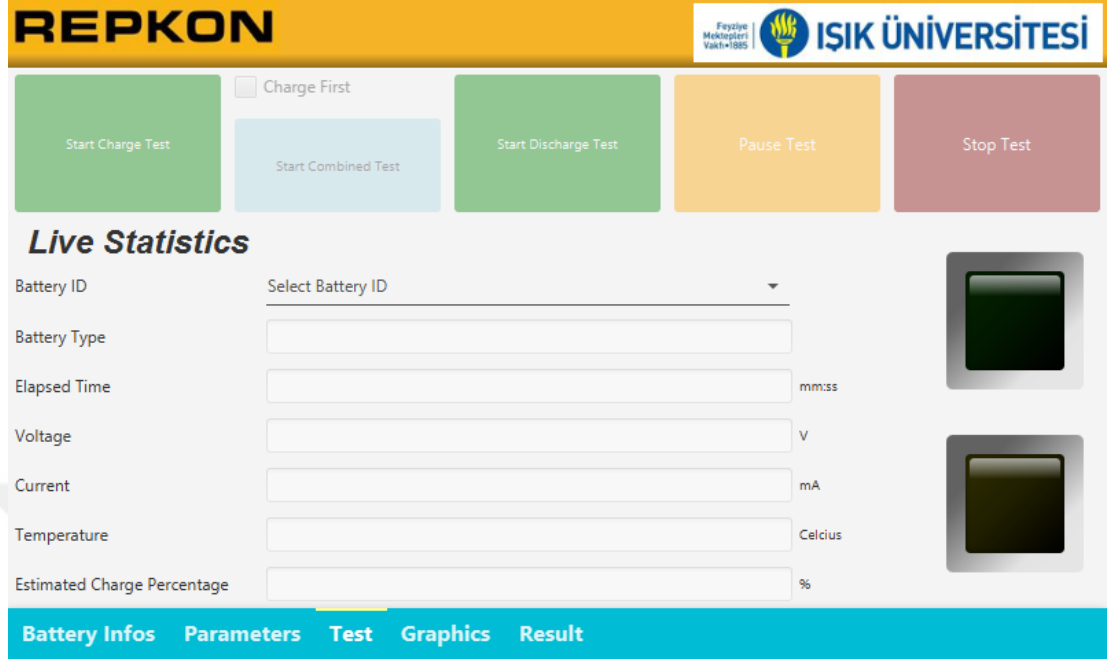 REPKON
Feyziye
Mektepleri
Vakfı•1885
IŞIK ÜNİVERSİTESİ
Start Charge Test
Charge First
Start Combined Test
Start Discharge Test
Pause Test
Stop Test
Live Statistics
Battery ID Select Battery ID
Battery Type
Elapsed Time mm:ss
Voltage V
Current mA
Temperature Celcius
Estimated Charge Percentage %
Battery Infos Parameters Test Graphics Result